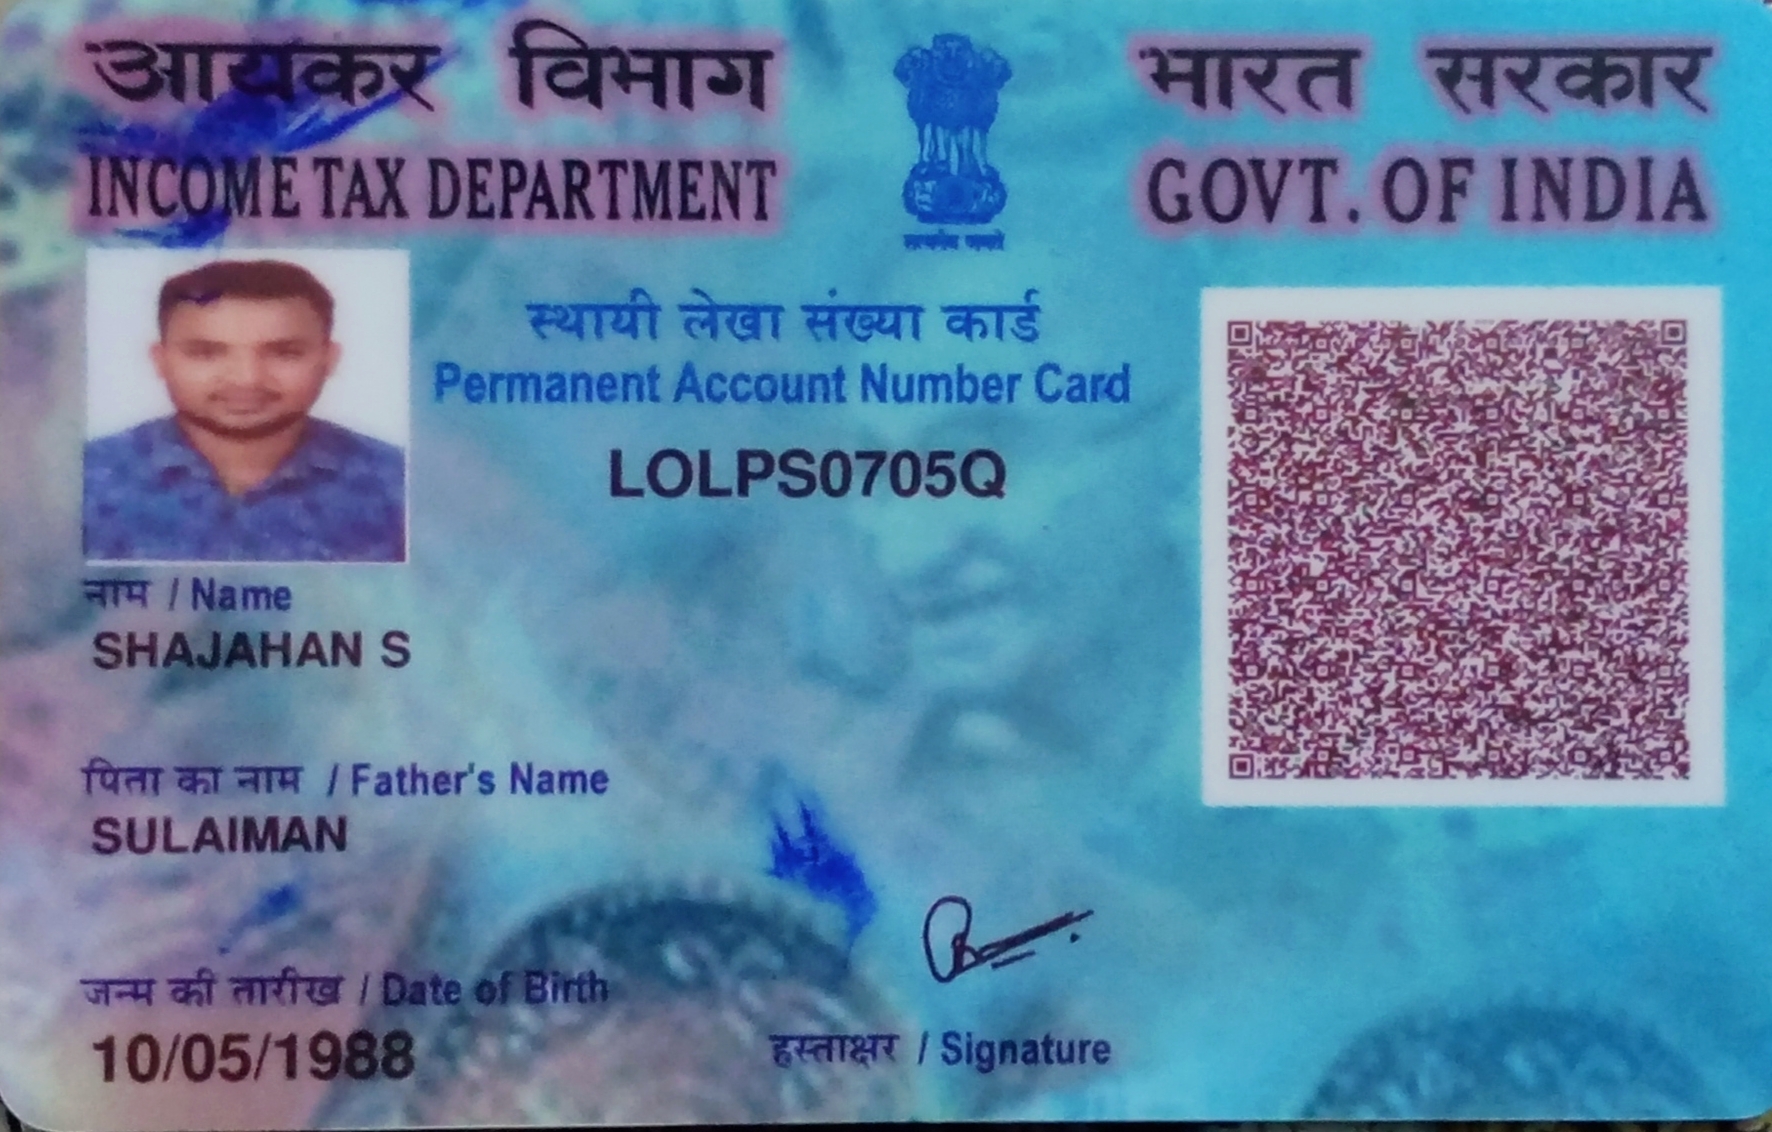 आयकर विभाग
INCOME TAX DEPARTMENT
सत्यमेव जयते
भारत सरकार
GOVT. OF INDIA
स्थायी लेखा संख्या कार्ड
Permanent Account Number Card
LOLPS0705Q
नाम / Name
SHAJAHAN S
पिता का नाम / Father's Name
SULAIMAN
जन्म की तारीख / Date of Birth
10/05/1988
हस्ताक्षर / Signature